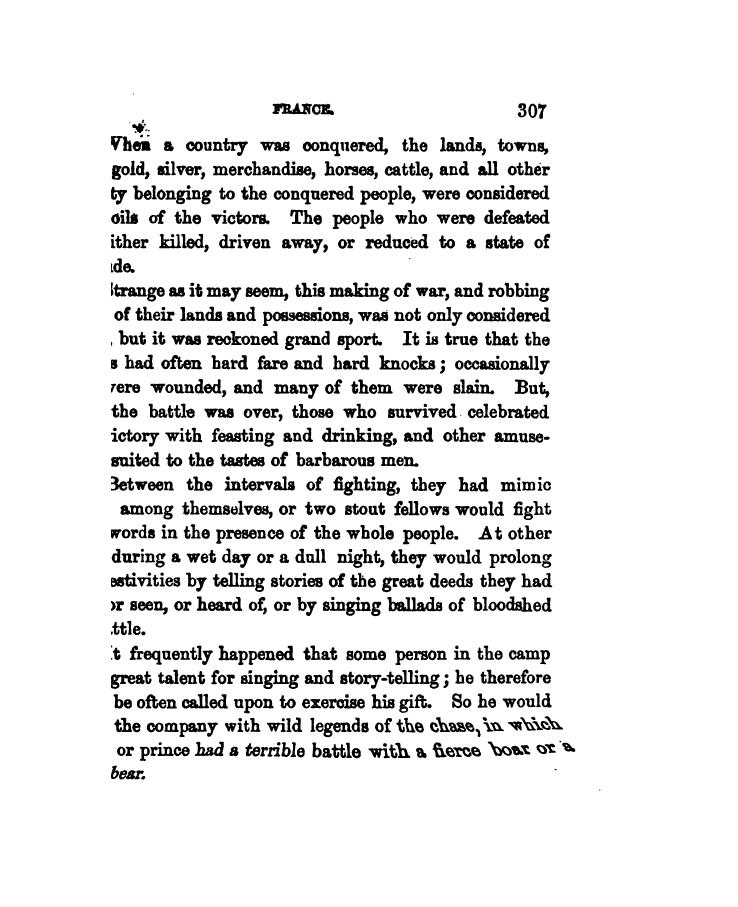 FRANCE. 307
When a country was conquered, the lands, towns,
gold, silver, merchandise, horses, cattle, and all other
ty belonging to the conquered people, were considered
oils of the victors. The people who were defeated
ither killed, driven away, or reduced to a state of
de.
trange as it may seem, this making of war, and robbing
of their lands and possessions, was not only considered
, but it was reckoned grand sport. It is true that the
s had often hard fare and hard knocks; occasionally
ere wounded, and many of them were slain. But,
the battle was over, those who survived celebrated
ictory with feasting and drinking, and other amuse-
suited to the tastes of barbarous men.
Between the intervals of fighting, they had mimic
among themselves, or two stout fellows would fight
words in the presence of the whole people. At other
during a wet day or a dull night, they would prolong
estivities by telling stories of the great deeds they had
or seen, or heard of, or by singing ballads of bloodshed
ttle.
t frequently happened that some person in the camp
great talent for singing and story-telling; he therefore
be often called upon to exercise his gift. So he would
the company with wild legends of the chase, in which
or prince had a terrible battle with a fierce boar or a
bear.